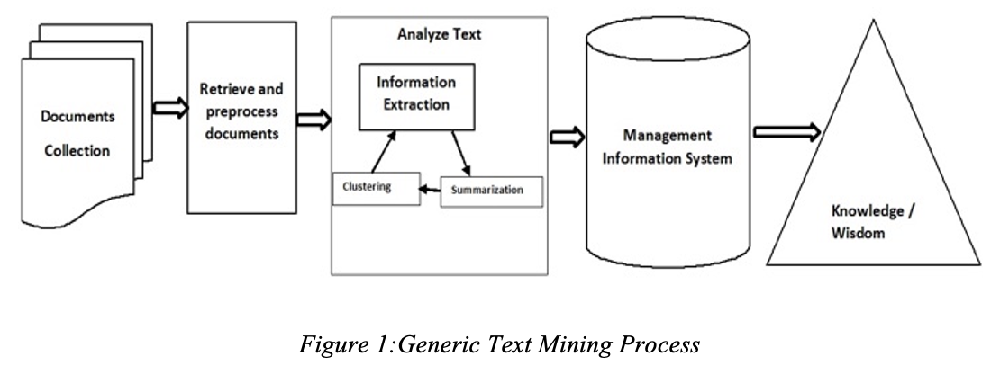 Documents
Collection
Retrieve and
preprocess
documents
Analyze Text
Information
Extraction
Clustering
Summarization
Management
Information System
Knowledge /
Wisdom
Figure 1:Generic Text Mining Process